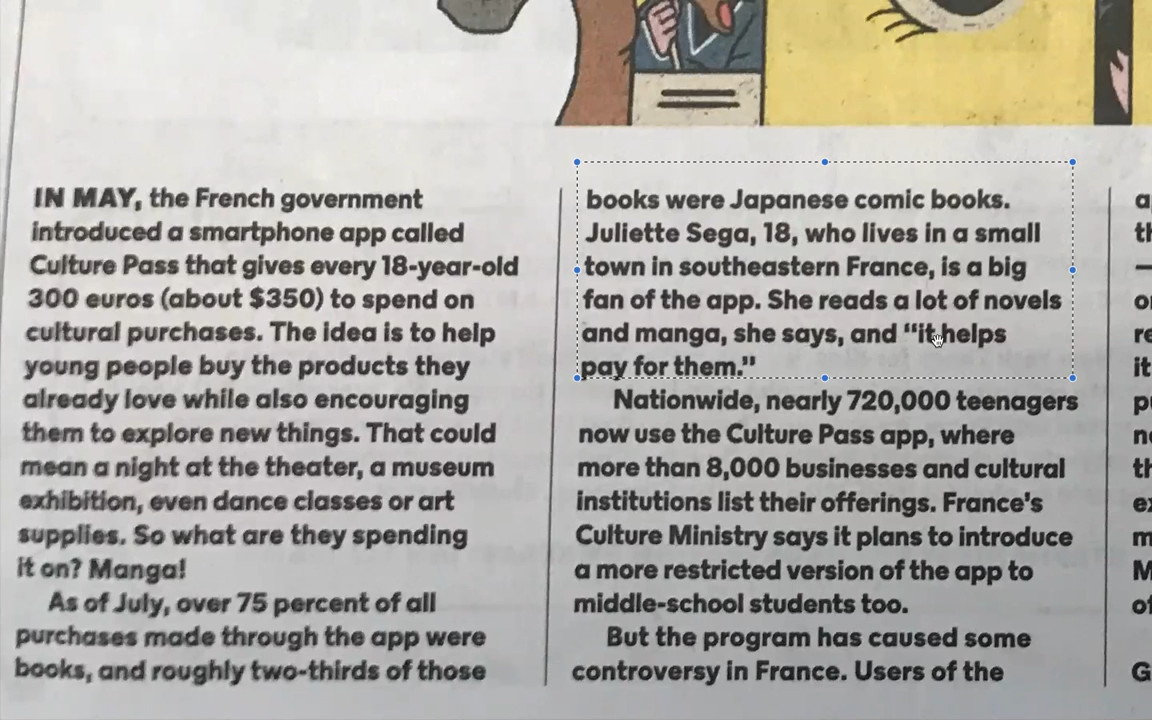 IN MAY, the French government
introduced a smartphone app called
Culture Pass that gives every 18-year-old
300 euros (about $350) to spend on
cultural purchases. The idea is to help
young people buy the products they
already love while also encouraging
them to explore new things. That could
mean a night at the theater, a museum
exhibition, even dance classes or art
supplies. So what are they spending
it on? Manga!
As of July, over 75 percent of all
purchases made through the app were
books, and roughly two-thirds of those
books were Japanese comic books.
Juliette Sega, 18, who lives in a small
town in southeastern France, is a big
fan of the app. She reads a lot of novels
and manga, she says, and “it helps
pay for them.”
Nationwide, nearly 720,000 teenagers
now use the Culture Pass app, where
more than 8,000 businesses and cultural
institutions list their offerings. France's
Culture Ministry says it plans to introduce
a more restricted version of the app to
middle-school students too.
But the program has caused some
controversy in France. Users of the